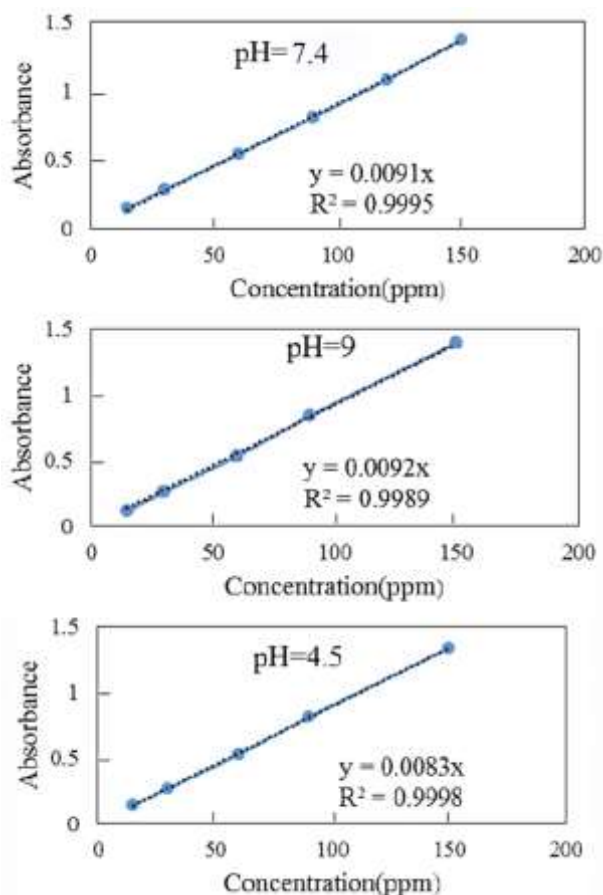 1.5
pH= 7.4
1
Absorbance
0.5
y = 0.0091x
R² = 0.9995
0
0 50 100 150 200
Concentration(ppm)
1.5
pH=9
1
Absorbance
0.5
y = 0.0092x
R² = 0.9989
0
0 50 100 150 200
Concentration(ppm)
1.5
pH=4.5
1
Absorbance
0.5
y = 0.0083x
R² = 0.9998
0
0 50 100 150 200
Concentration(ppm)